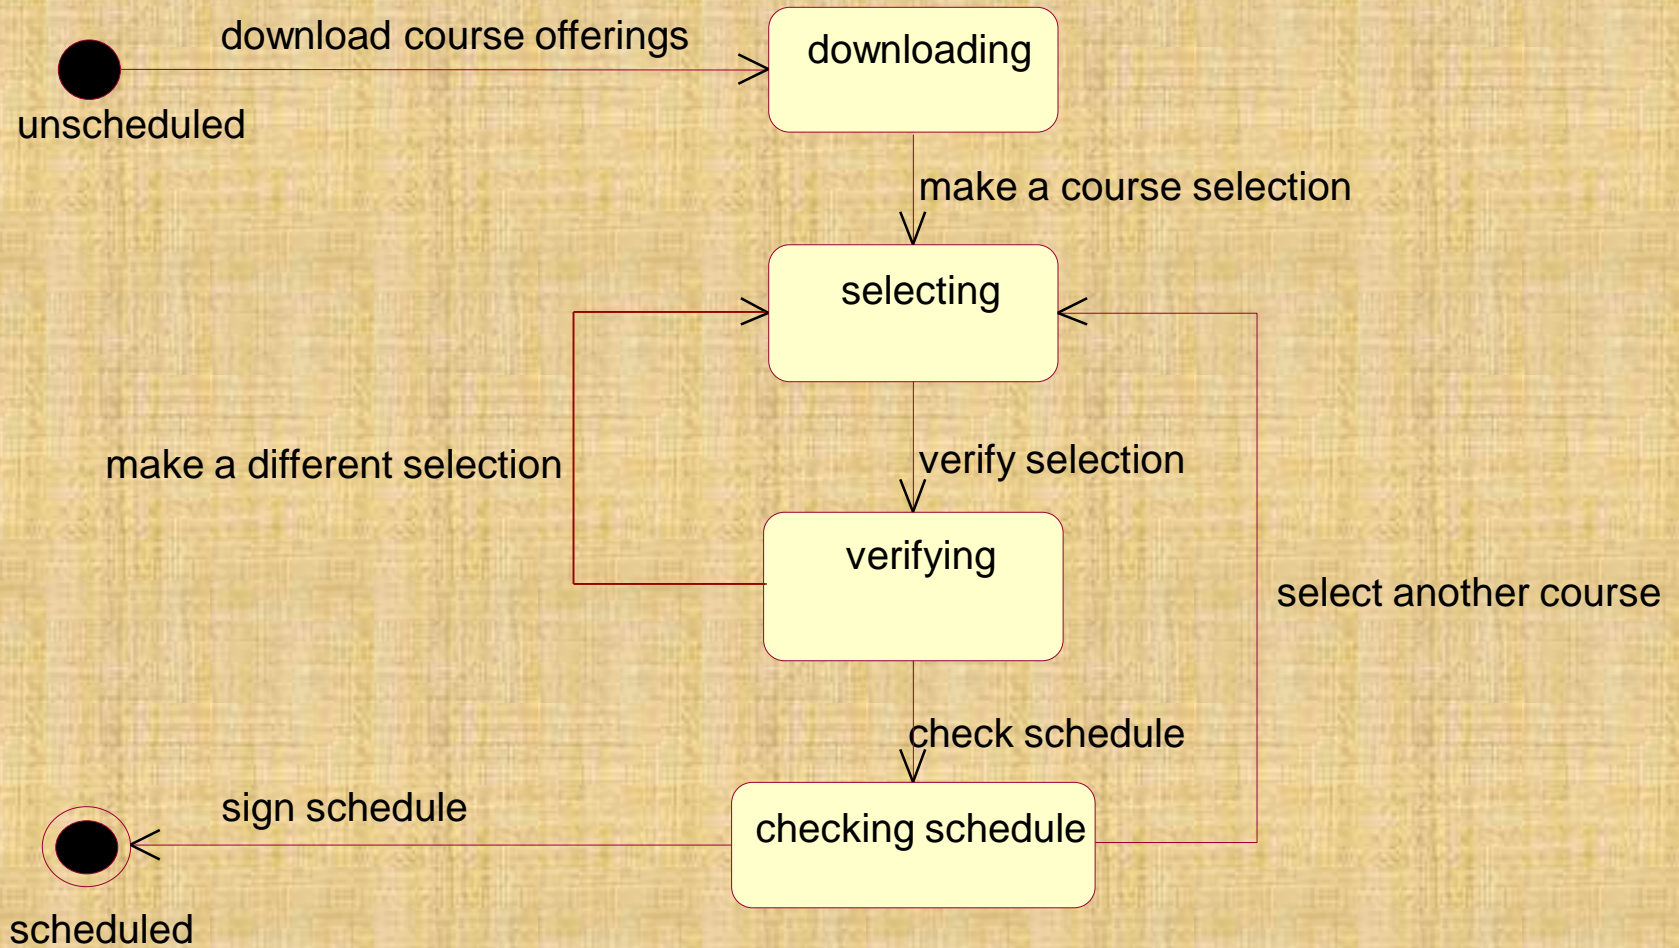 download course offerings
downloading
unscheduled
make a course selection
selecting
make a different selection
verify selection
verifying
select another course
check schedule
sign schedule
checking schedule
scheduled